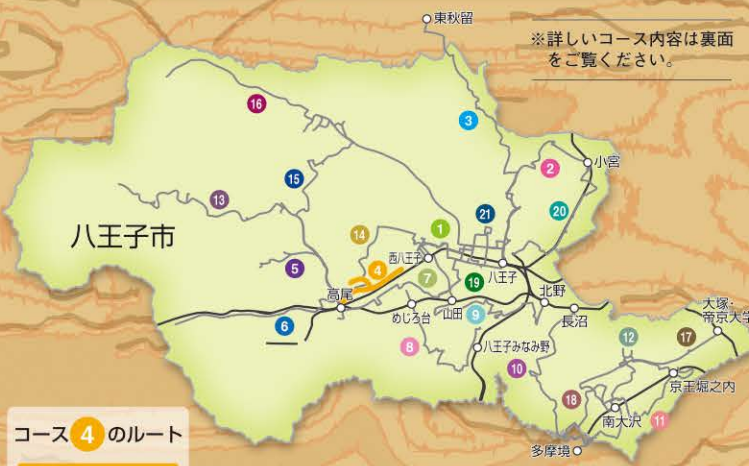 東秋留
※詳しいコース内容は裏面
をご覧ください。
16
3
2
小宮
15
13
21
20
14
1
八王子市
西八王子
5
4
7
19
八王子
高尾
北野
めじろ台
山田
9
長沼
大塚・
帝京大学
6
8
八王子みなみ野
12
17
10
京王堀之内
18
南大沢
11
コース4のルート
多摩境